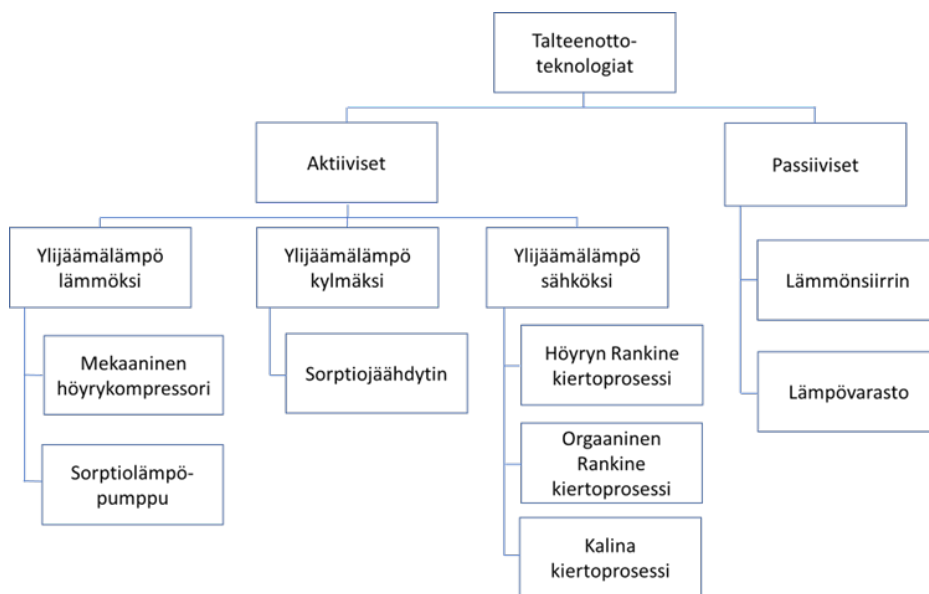 Talteenotto-
teknologiat
Aktiiviset
Passiiviset
Ylijäämälämpö
lämmöksi
Ylijäämälämpö
kylmäksi
Ylijäämälämpö
sähköksi
Lämmönsiirrin
Mekaaninen
höyrykompressori
Sorptiojäähdytin
Höyryn Rankine
kiertoprosessi
Lämpövarasto
Sorptiolämpö-
pumppu
Orgaaninen
Rankine
kiertoprosessi
Kalina
kiertoprosessi